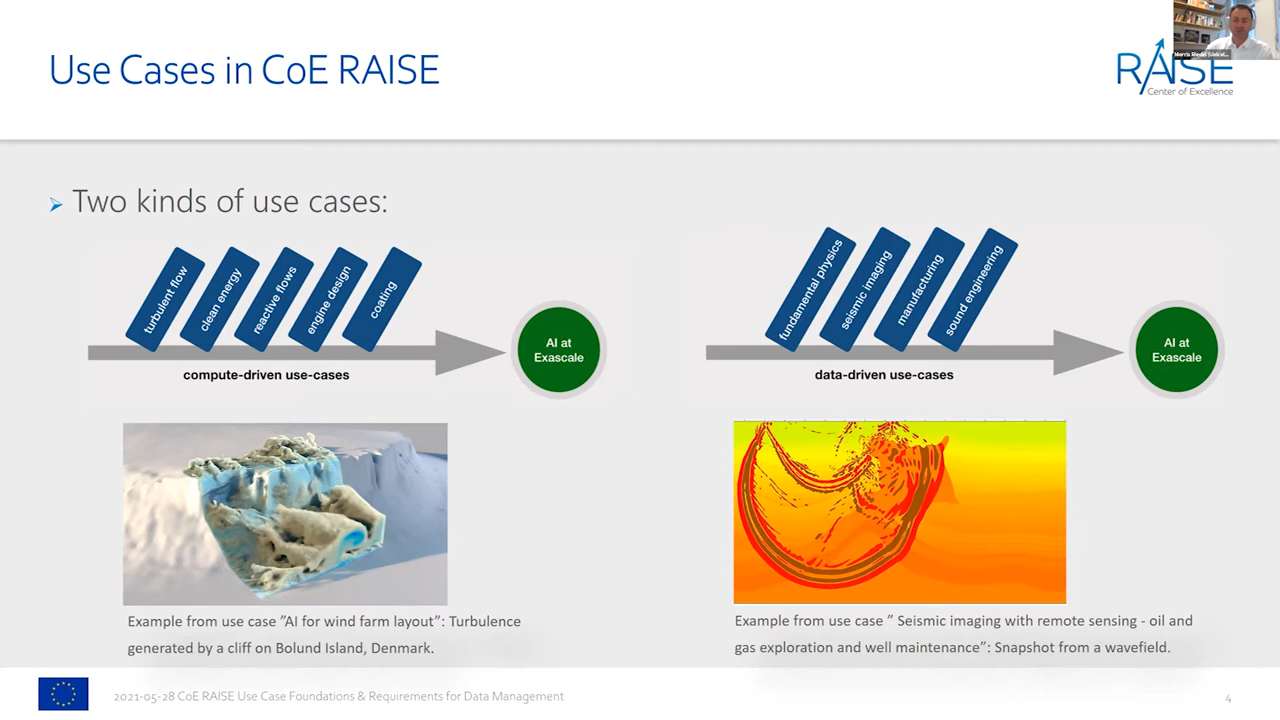 Use Cases in CoE RAISE
RAISE
Center of Excellence
Two kinds of use cases:
turbulent flow
clean energy
reactive flows
engine design
coating
AI at
Exascale
compute-driven use-cases
fundamental physics
seismic imaging
manufacturing
sound engineering
AI at
Exascale
data-driven use-cases
Example from use case ”AI for wind farm layout”: Turbulence
generated by a cliff on Bolund Island, Denmark.
Example from use case ” Seismic imaging with remote sensing - oil and
gas exploration and well maintenance”: Snapshot from a wavefield.
2021-05-28 CoE RAISE Use Case Foundations & Requirements for Data Management
4